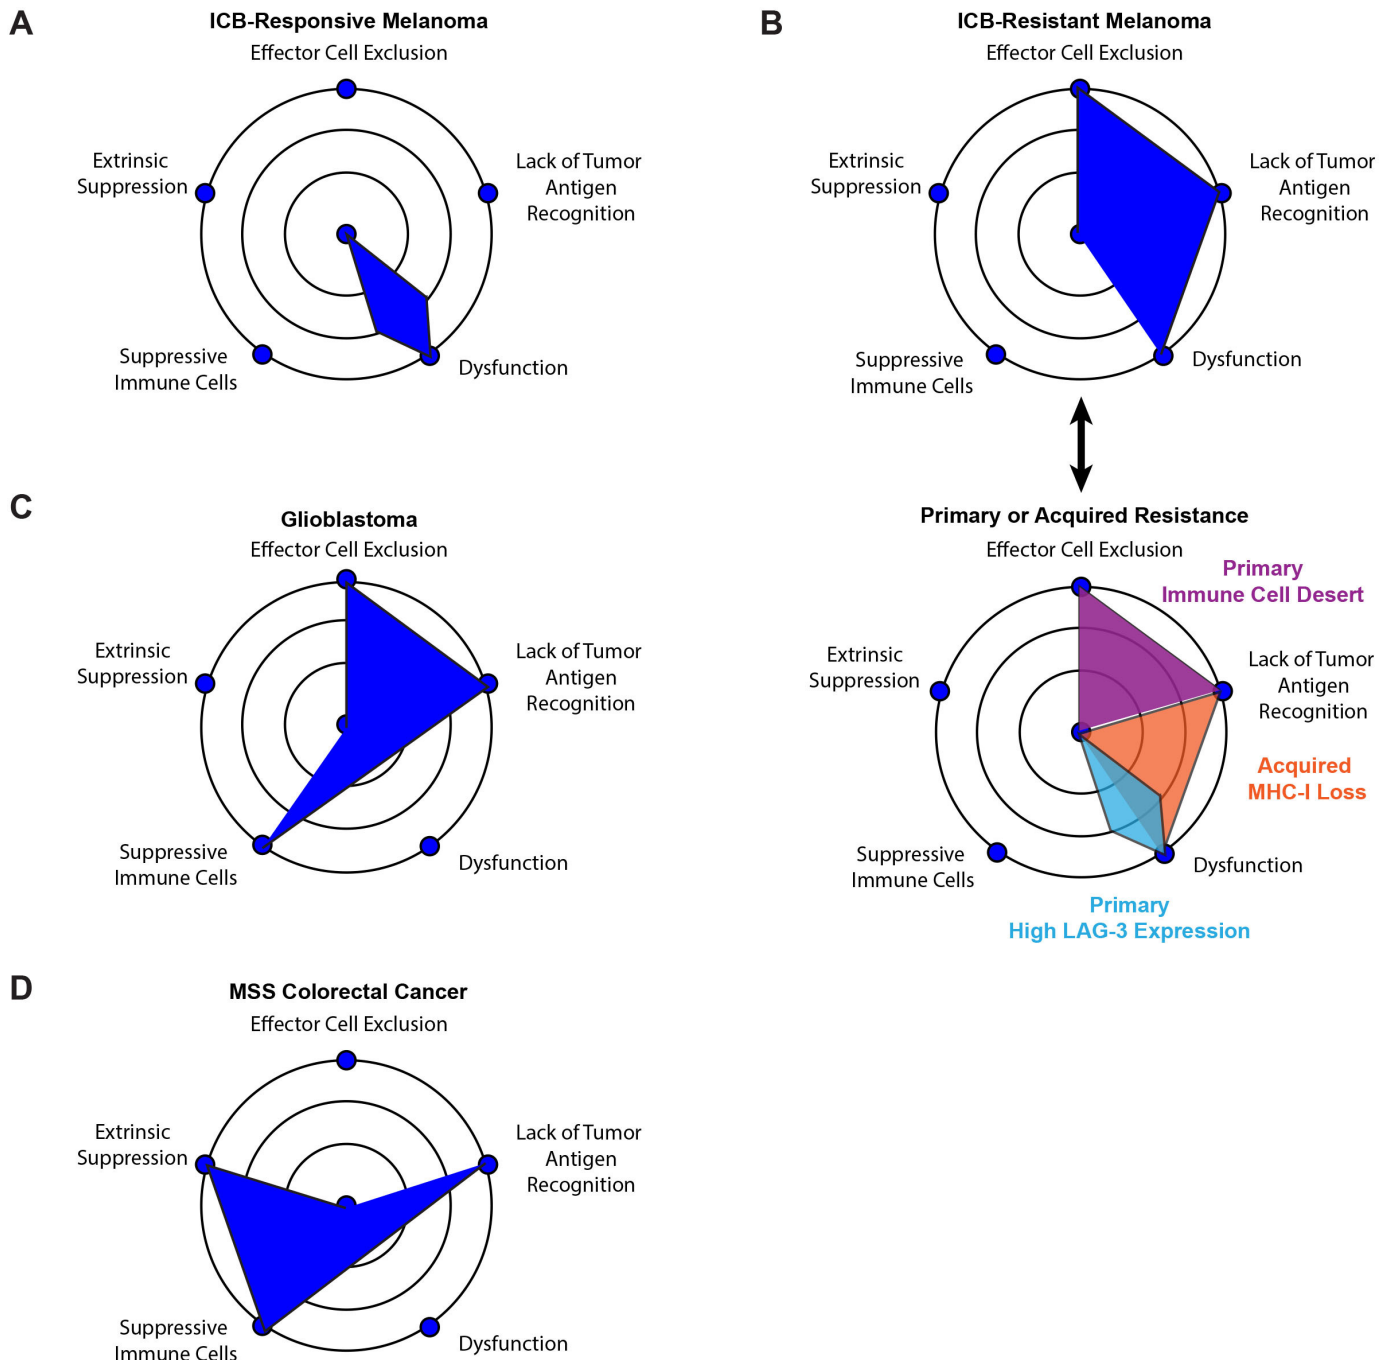 A
ICB-Responsive Melanoma
Effector Cell Exclusion
Extrinsic
Suppression
Lack of Tumor
Antigen
Recognition
Suppressive
Immune Cells
Dysfunction
B
ICB-Resistant Melanoma
Effector Cell Exclusion
Extrinsic
Suppression
Lack of Tumor
Antigen
Recognition
Suppressive
Immune Cells
Dysfunction
Primary or Acquired Resistance
Effector Cell Exclusion
Primary
Immune Cell Desert
Extrinsic
Suppression
Lack of Tumor
Antigen
Recognition
Acquired
MHC-I Loss
Suppressive
Immune Cells
Dysfunction
Primary
High LAG-3 Expression
C
Glioblastoma
Effector Cell Exclusion
Extrinsic
Suppression
Lack of Tumor
Antigen
Recognition
Suppressive
Immune Cells
Dysfunction
D
MSS Colorectal Cancer
Effector Cell Exclusion
Extrinsic
Suppression
Lack of Tumor
Antigen
Recognition
Suppressive
Immune Cells
Dysfunction